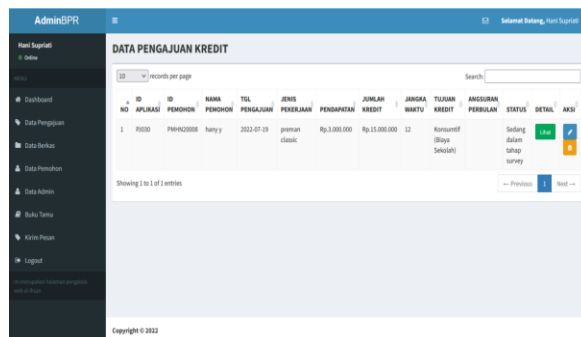 AdminBPR
Selamat Datang, Hani Supriati
Hani Supriati
Online
MENU
Dashboard
Data Pengajuan
Data Berkas
Data Pemohon
Data Admin
Buku Tamu
Kirim Pesan
Logout
DATA PENGAJUAN KREDIT
10 records per page
Search:
NO ID APLIKASI ID PEMOHON NAMA PEMOHON TGL PENGAJUAN JENIS PEKERJAAN PENDAPATAN JUMLAH KREDIT JANGKA WAKTU TUJUAN KREDIT ANGSURAN PERBULAN STATUS DETAIL AKSI
1 PJ030 PMHN20008 hany y 2022-07-19 preman classic Rp.3.000.000 Rp.15.000.000 12 Konsumtif (Biaya Sekolah) Sedang dalam tahap survey Lihat
Showing 1 to 1 of 1 entries
← Previous 1 Next →
Copyright © 2022